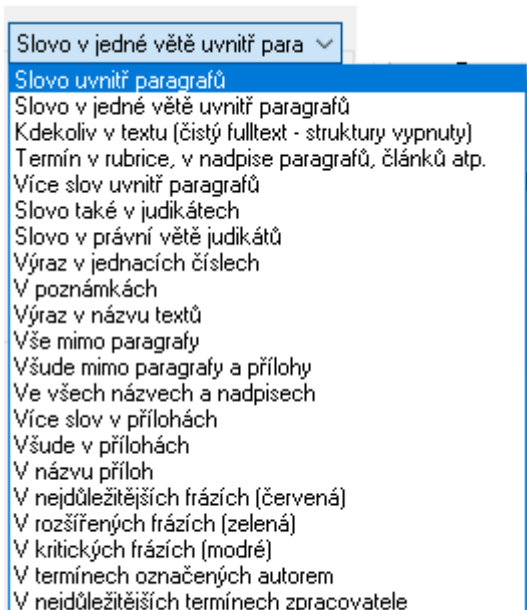 Slovo v jedné větě uvnitř para
Slovo uvnitř paragrafů
Slovo v jedné větě uvnitř paragrafů
Kdekoliv v textu (čistý fulltext - struktury vypnuty)
Termín v rubrice, v nadpise paragrafů, článků atp.
Více slov uvnitř paragrafů
Slovo také v judikátech
Slovo v právní větě judikátů
Výraz v jednacích číslech
V poznámkách
Výraz v názvu textů
Vše mimo paragrafy
Všude mimo paragrafy a přílohy
Ve všech názvech a nadpisech
Více slov v přílohách
Všude v přílohách
V názvu příloh
V nejdůležitějších frázích (červená)
V rozšířených frázích (zelená)
V kritických frázích (modré)
V termínech označených autorem
V nejdůležitějších termínech zpracovatele